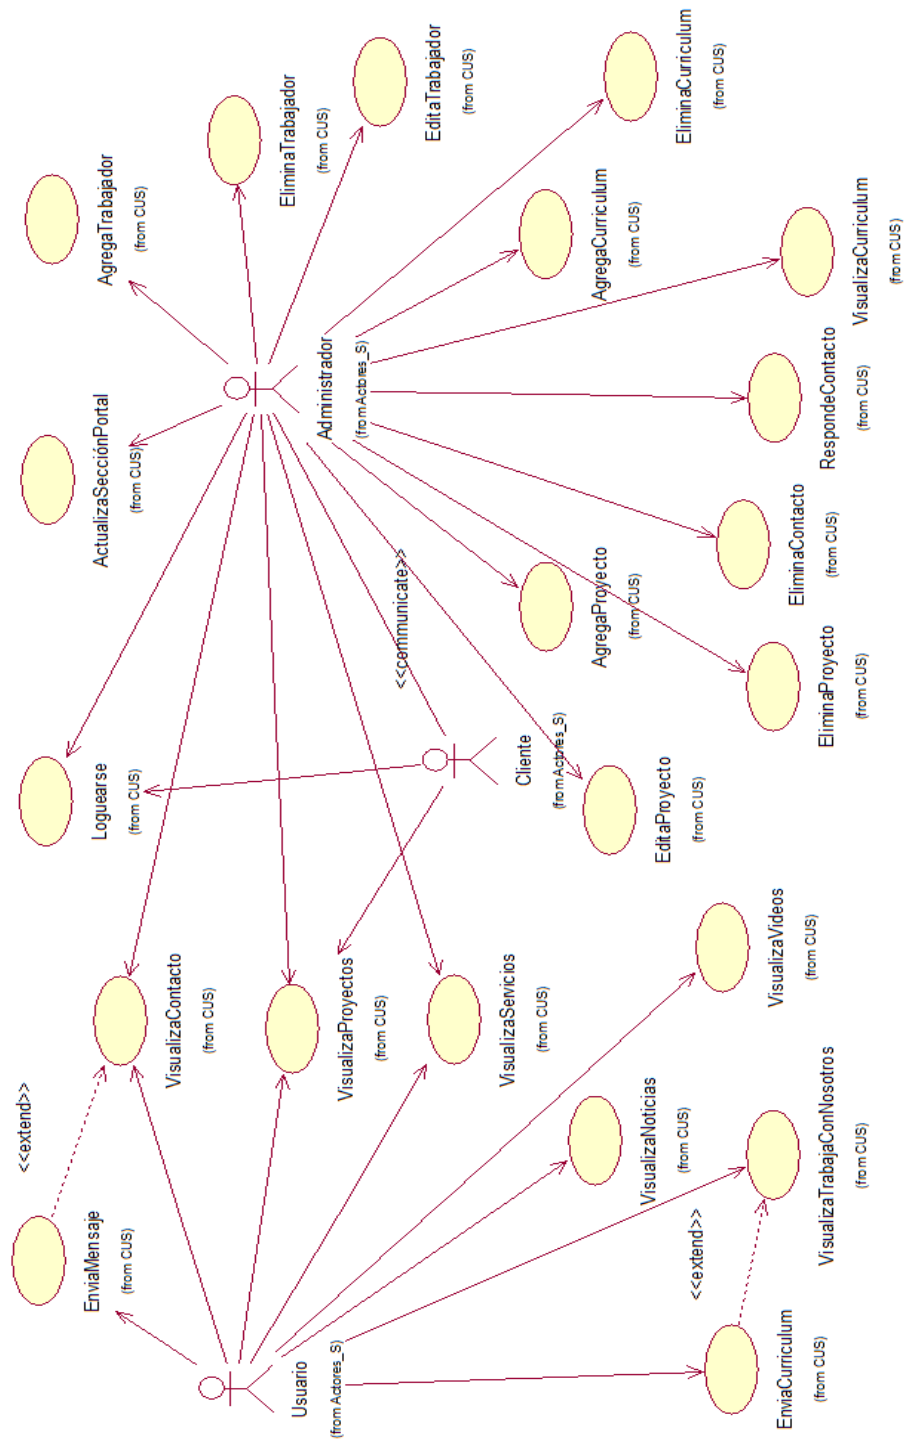 <<extend>>
EnviaMensaje
(from CUS)
Loguearse
(from CUS)
ActualizaSecciónPortal
(from CUS)
AgregaTrabajador
(from CUS)
VisualizaContacto
(from CUS)
EliminaTrabajador
(from CUS)
Usuario
(from Actores_S)
Administrador
(from Actores_S)
VisualizaProyectos
(from CUS)
<<communicate>>
EditaTrabajador
(from CUS)
VisualizaServicios
(from CUS)
Cliente
(from Actores_S)
AgregaProyecto
(from CUS)
AgregaCurriculum
(from CUS)
VisualizaNoticias
(from CUS)
EditaProyecto
(from CUS)
EliminaCurriculum
(from CUS)
<<extend>>
VisualizaVideos
(from CUS)
EnviaCurriculum
(from CUS)
EliminaContacto
(from CUS)
VisualizaTrabajaConNosotros
(from CUS)
EliminaProyecto
(from CUS)
RespondeContacto
(from CUS)
VisualizaCurriculum
(from CUS)